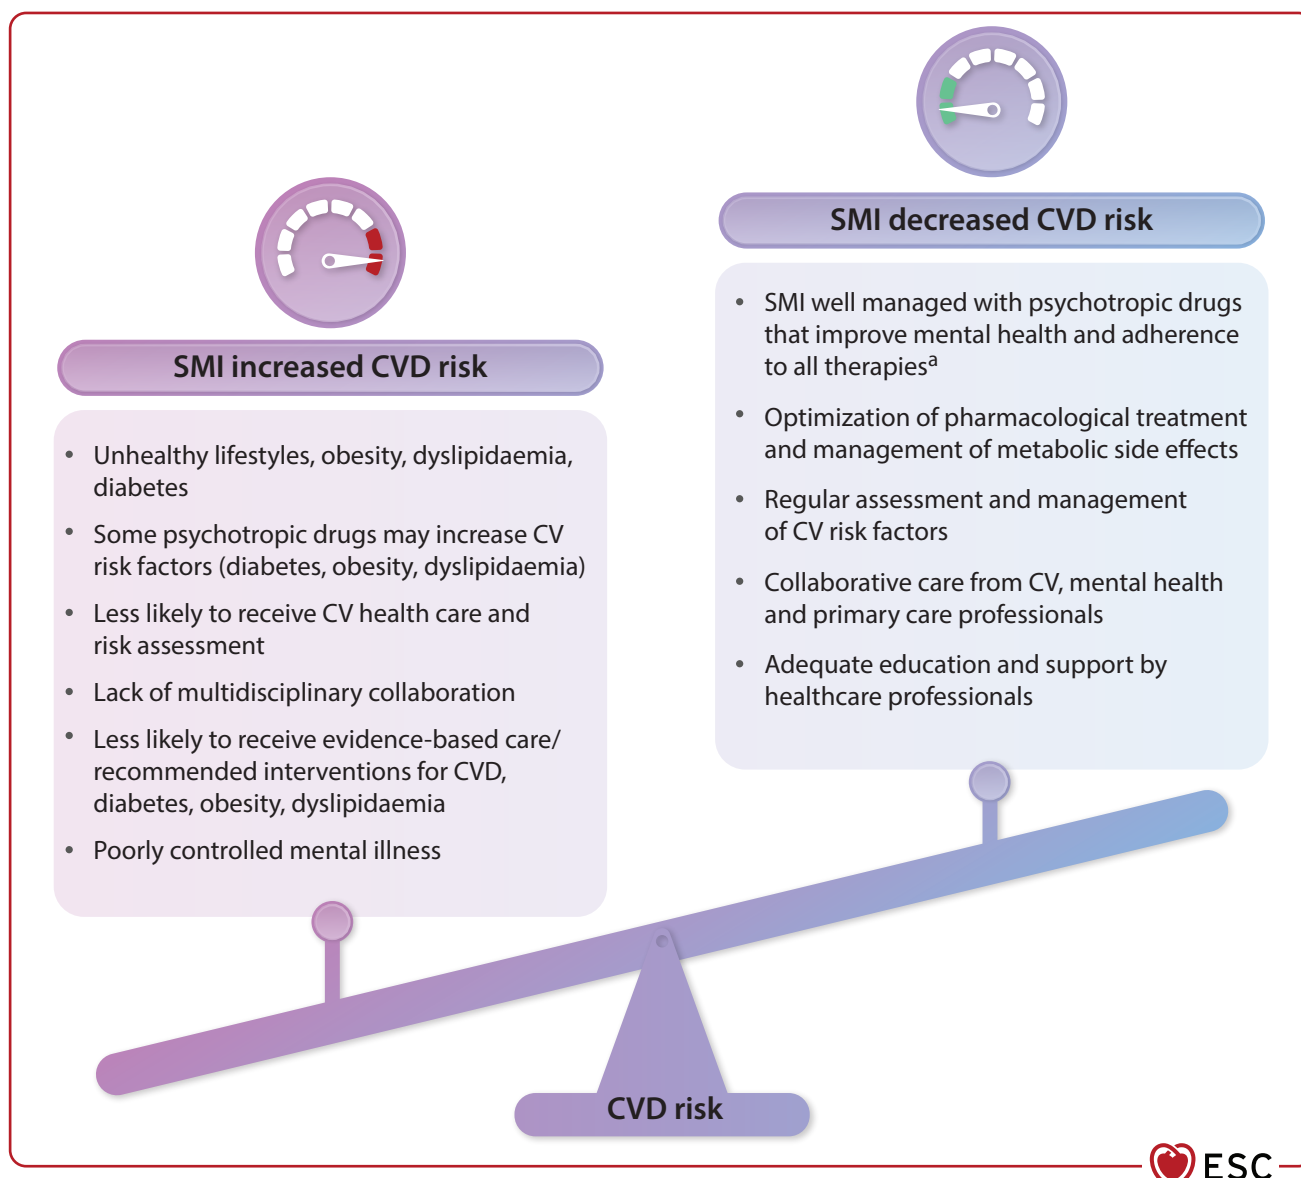 SMI increased CVD risk
• Unhealthy lifestyles, obesity, dyslipidaemia,
diabetes
• Some psychotropic drugs may increase CV
risk factors (diabetes, obesity, dyslipidaemia)
• Less likely to receive CV health care and
risk assessment
• Lack of multidisciplinary collaboration
• Less likely to receive evidence-based care/
recommended interventions for CVD,
diabetes, obesity, dyslipidaemia
• Poorly controlled mental illness
SMI decreased CVD risk
• SMI well managed with psychotropic drugs
that improve mental health and adherence
to all therapiesᵃ
• Optimization of pharmacological treatment
and management of metabolic side effects
• Regular assessment and management
of CV risk factors
• Collaborative care from CV, mental health
and primary care professionals
• Adequate education and support by
healthcare professionals
CVD risk
ESC